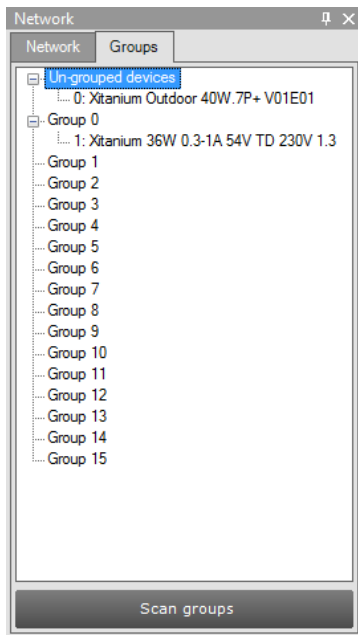 Network
Network Groups
Un-grouped devices
0: Xitanium Outdoor 40W.7P+ V01E01
Group 0
1: Xitanium 36W 0.3-1A 54V TD 230V 1.3
Group 1
Group 2
Group 3
Group 4
Group 5
Group 6
Group 7
Group 8
Group 9
Group 10
Group 11
Group 12
Group 13
Group 14
Group 15
Scan groups